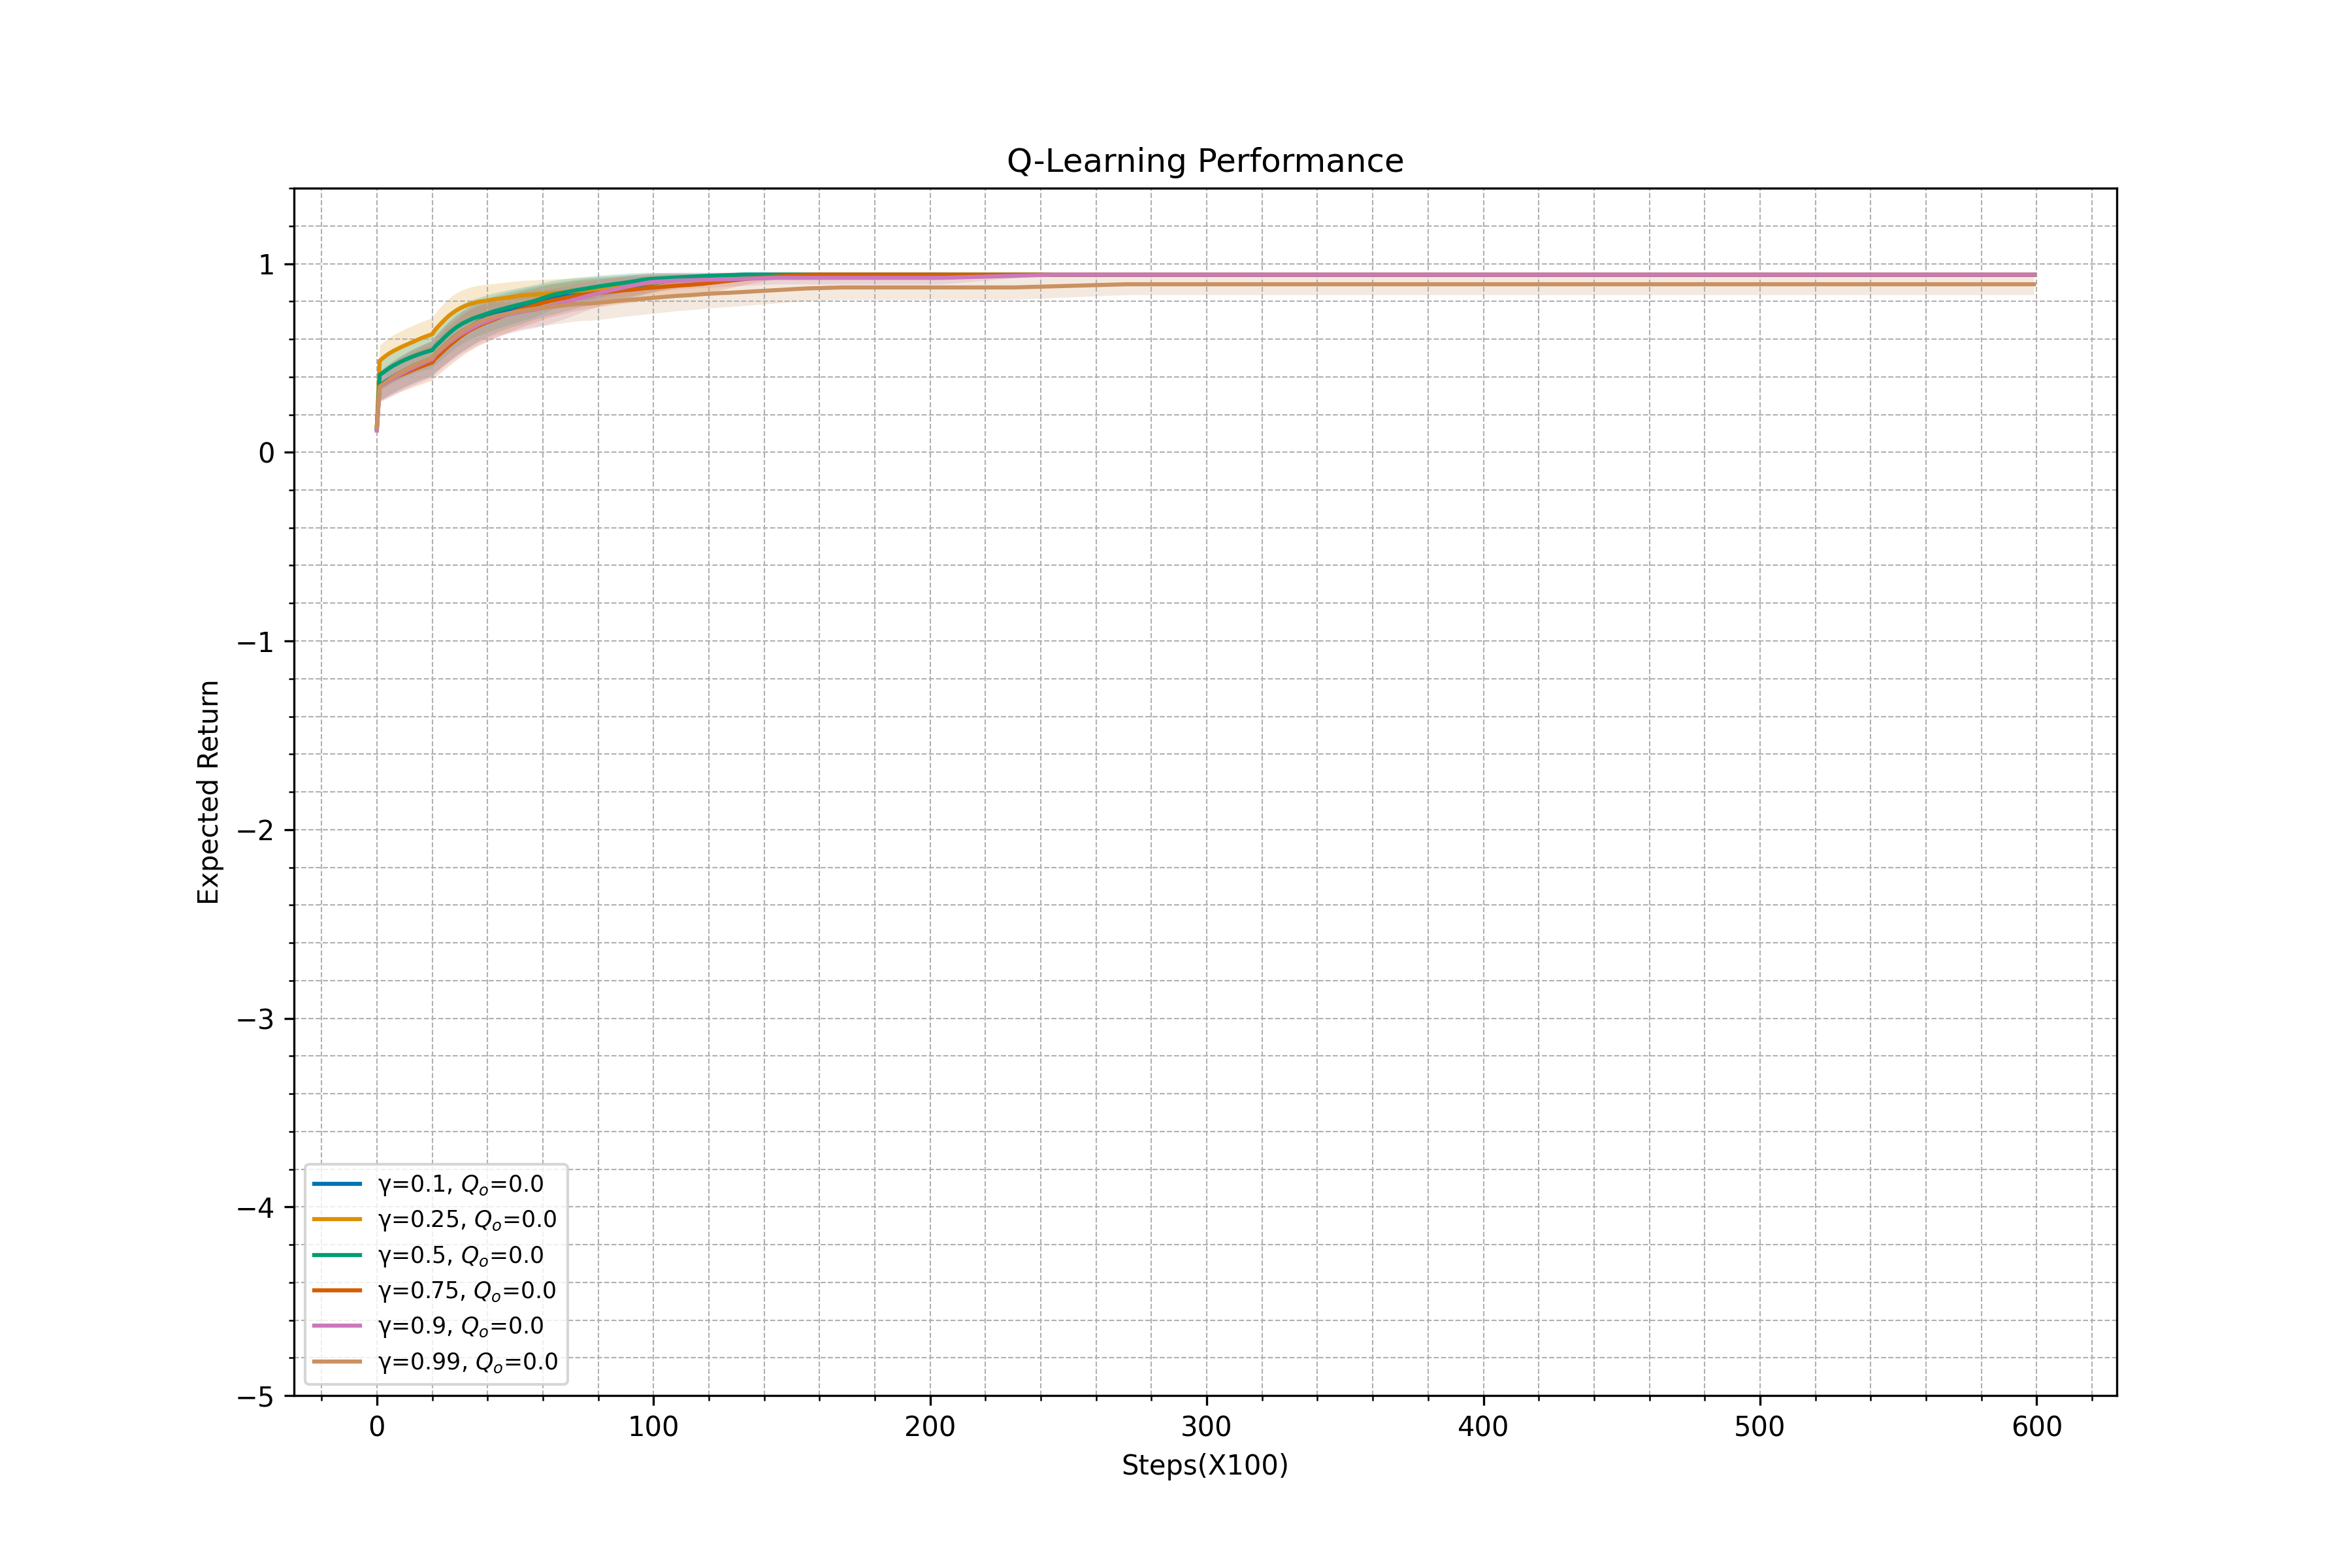 Q-Learning Performance
Expected Return
1
0
−1
−2
−3
−4
−5
γ=0.1, Qo=0.0
γ=0.25, Qo=0.0
γ=0.5, Qo=0.0
γ=0.75, Qo=0.0
γ=0.9, Qo=0.0
γ=0.99, Qo=0.0
0 100 200 300 400 500 600
Steps(X100)